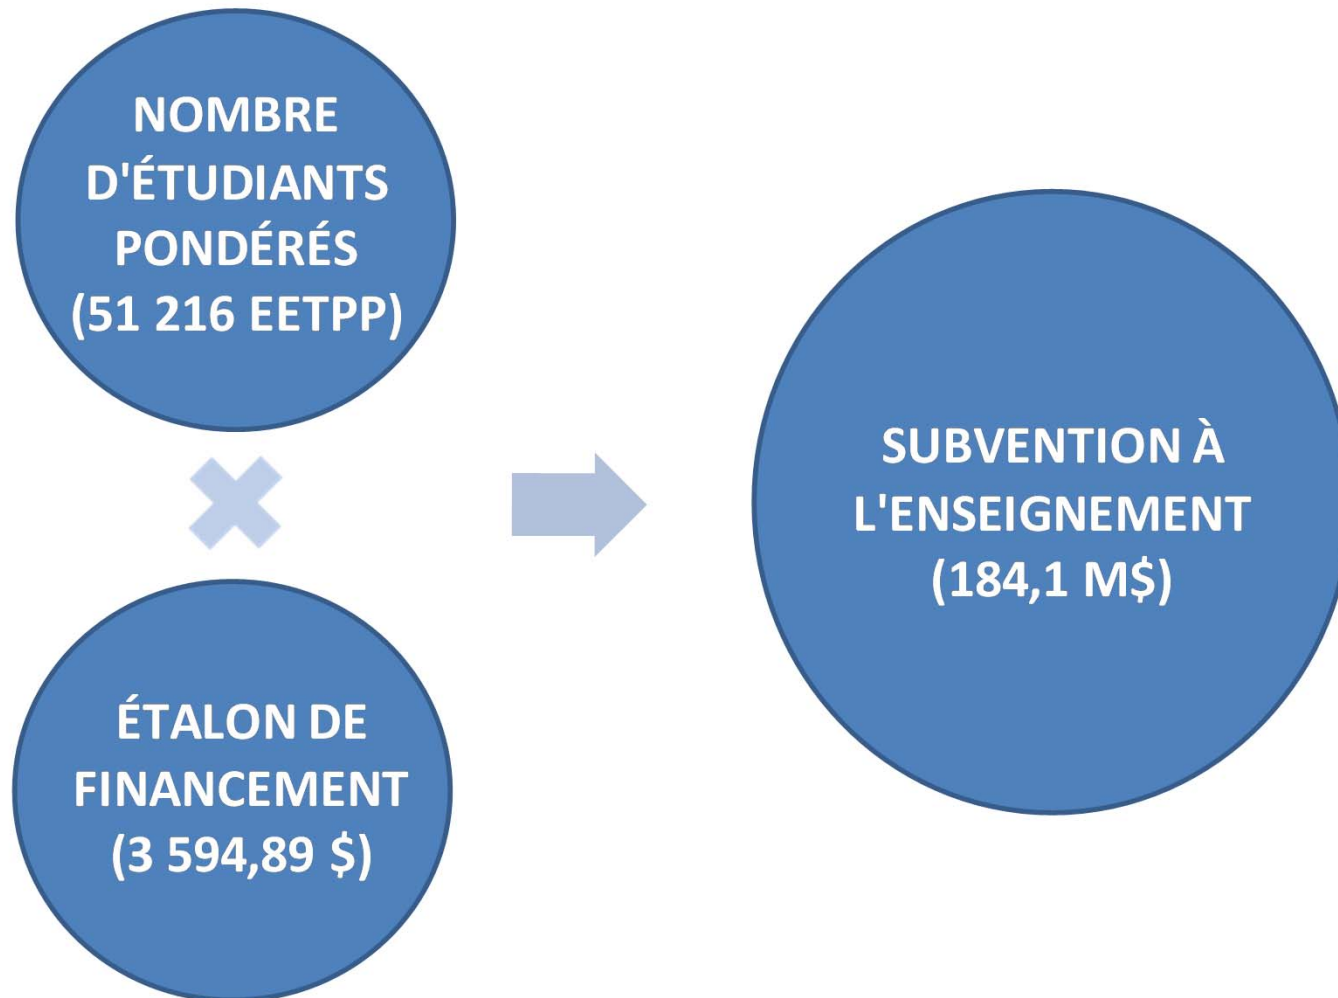 NOMBRE
D'ÉTUDIANTS
PONDÉRÉS
(51 216 EETPP)
ÉTALON DE
FINANCEMENT
(3 594,89 $)
SUBVENTION À
L'ENSEIGNEMENT
(184,1 M$)